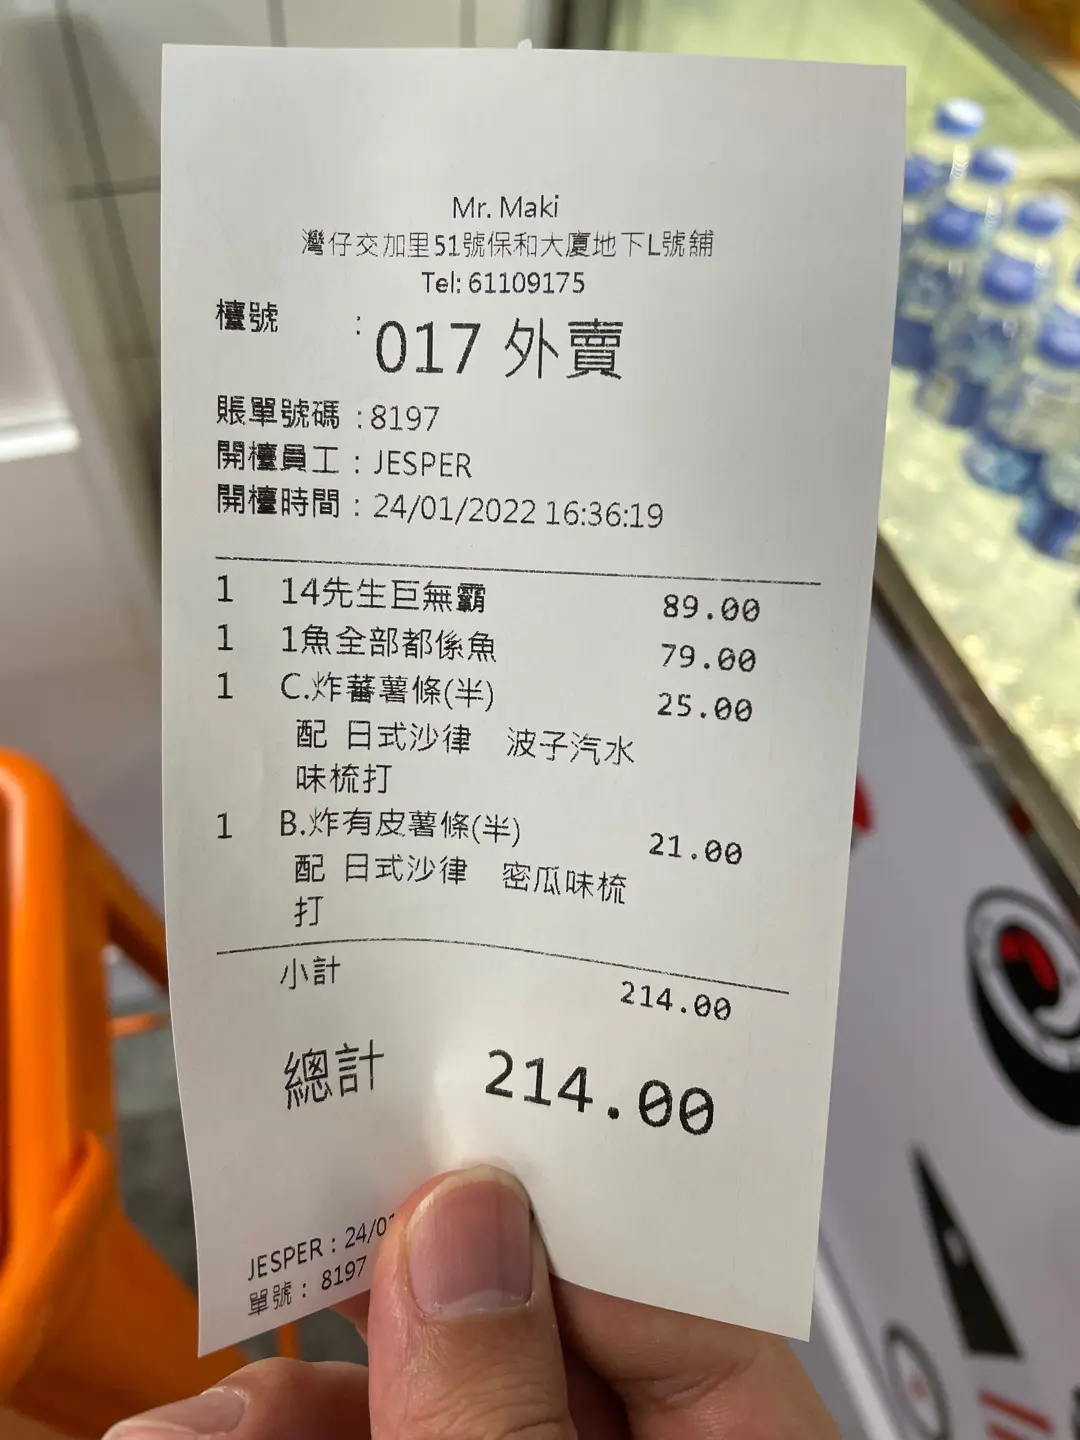 Mr. Maki
灣仔交加里51號保和大廈地下L號舖
Tel: 61109175
檯號 : 017 外賣
賬單號碼 : 8197
開檯員工 : JESPER
開檯時間 : 24/01/2022 16:36:19
1 14先生巨無霸 89.00
1 1魚全部都係魚 79.00
1 C.炸蕃薯條(半) 25.00
配 日式沙律 波子汽水
味梳打
1 B.炸有皮薯條(半) 21.00
配 日式沙律 密瓜味梳
打
小計 214.00
總計 214.00
JESPER : 24/0
單號 : 8197